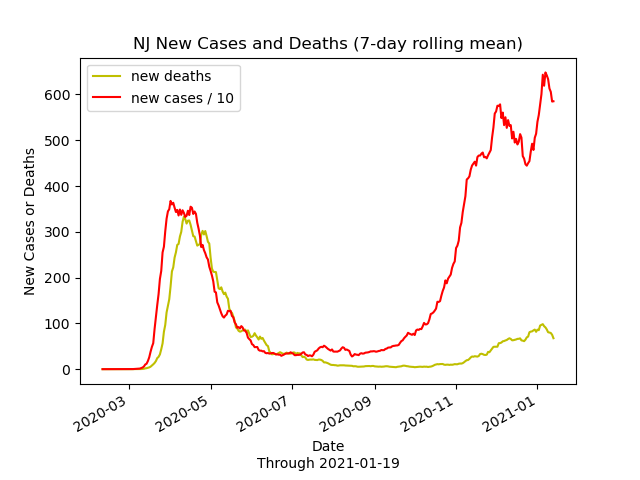 NJ New Cases and Deaths (7-day rolling mean)
new deaths
new cases / 10
New Cases or Deaths
600
500
400
300
200
100
0
2020-03
2020-05
2020-07
2020-09
2020-11
2021-01
Date
Through 2021-01-19